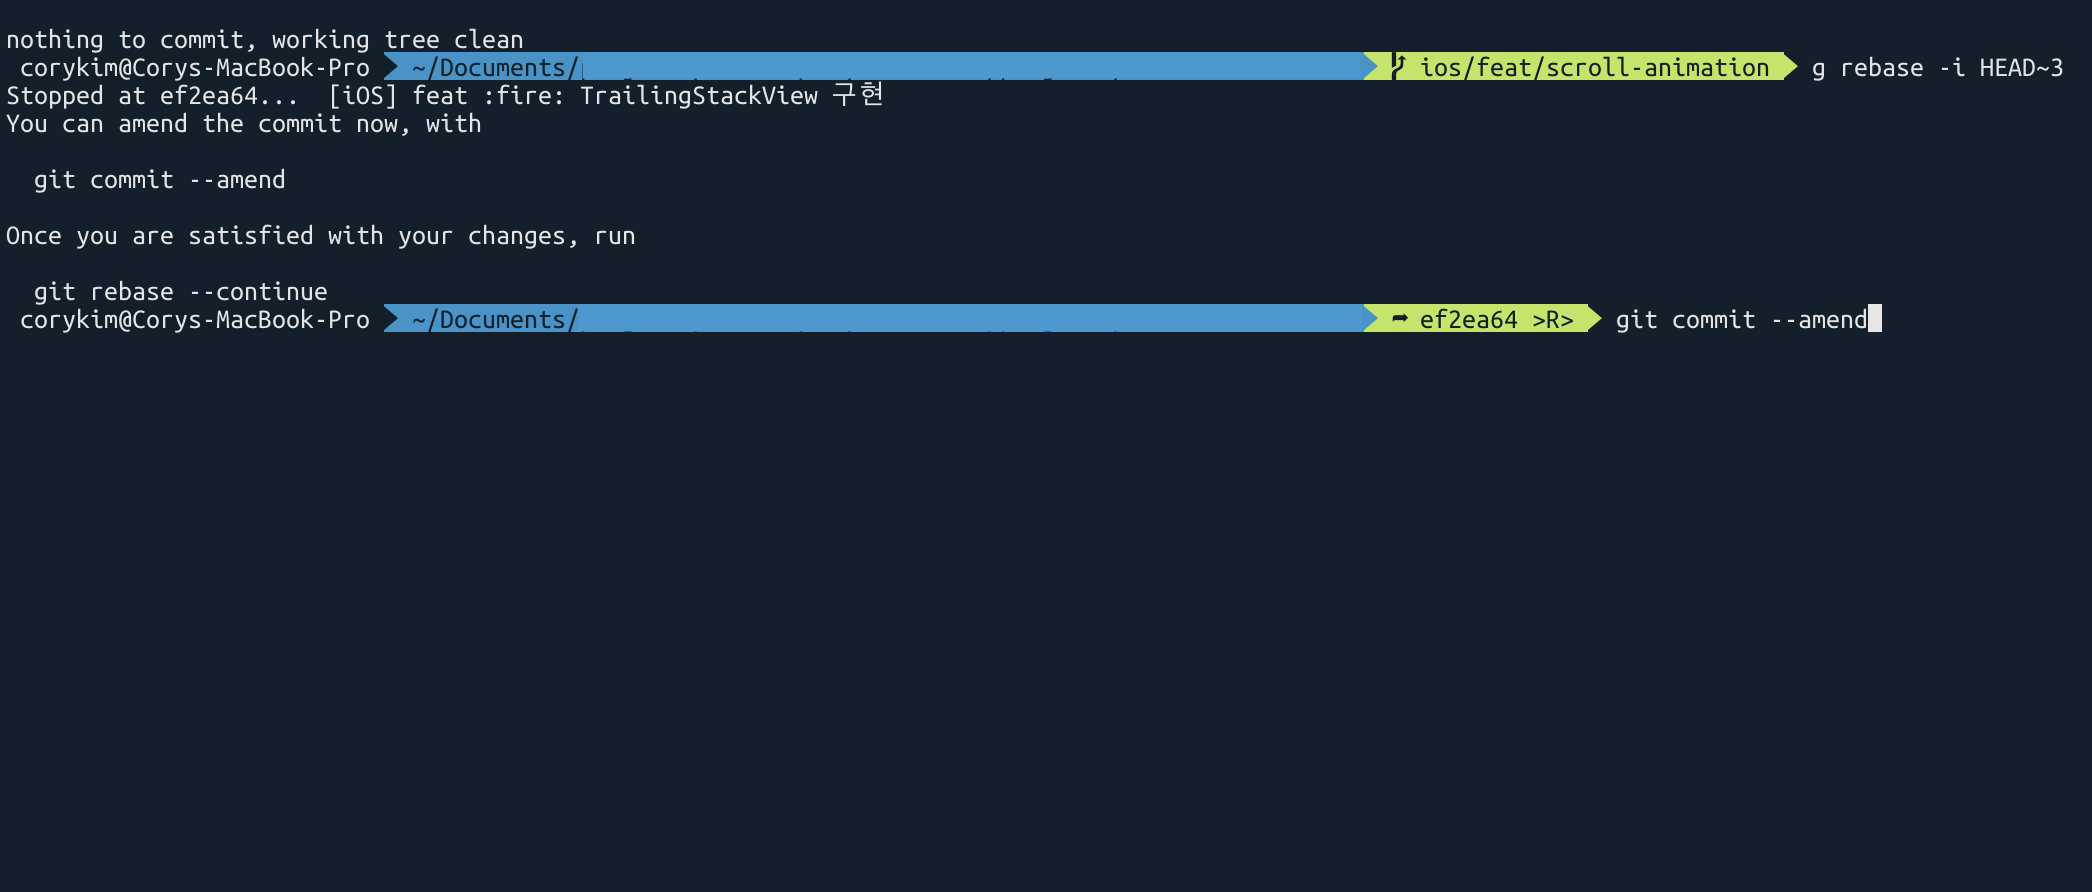 nothing to commit, working tree clean
corykim@Corys-MacBook-Pro ~/Documents/ ios/feat/scroll-animation g rebase -i HEAD~3
Stopped at ef2ea64... [iOS] feat :fire: TrailingStackView 구현
You can amend the commit now, with
git commit --amend
Once you are satisfied with your changes, run
git rebase --continue
corykim@Corys-MacBook-Pro ~/Documents/ ➦ ef2ea64 >R> git commit --amend